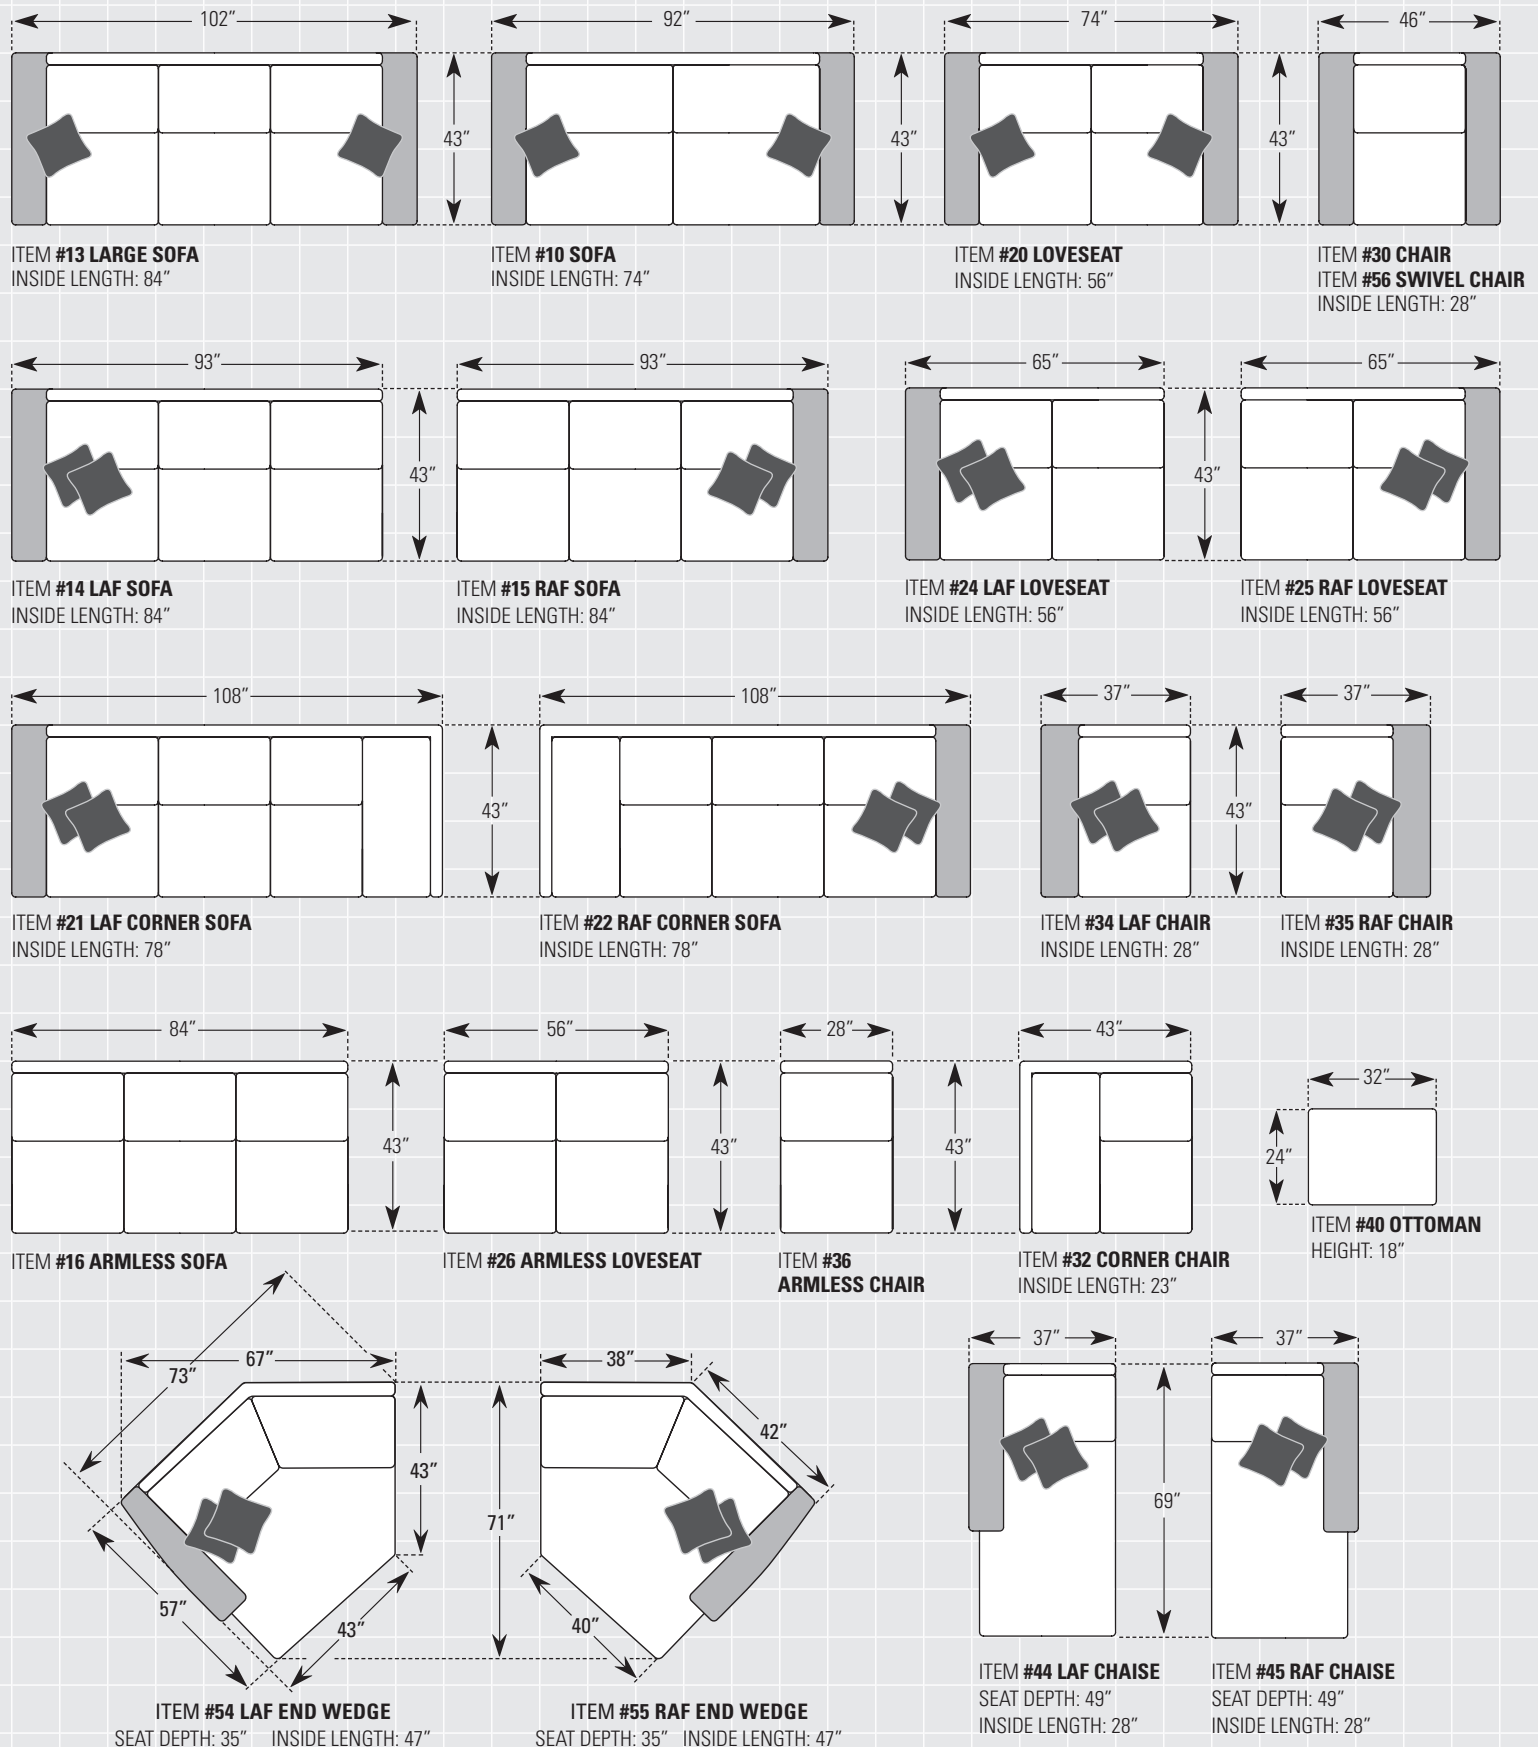 102″
92″
74″
46″
43″
43″
43″
ITEM #13 LARGE SOFA
INSIDE LENGTH: 84″
ITEM #10 SOFA
INSIDE LENGTH: 74″
ITEM #20 LOVESEAT
INSIDE LENGTH: 56″
ITEM #30 CHAIR
ITEM #56 SWIVEL CHAIR
INSIDE LENGTH: 28″
93″
93″
65″
65″
43″
43″
ITEM #14 LAF SOFA
INSIDE LENGTH: 84″
ITEM #15 RAF SOFA
INSIDE LENGTH: 84″
ITEM #24 LAF LOVESEAT
INSIDE LENGTH: 56″
ITEM #25 RAF LOVESEAT
INSIDE LENGTH: 56″
108″
108″
37″
37″
43″
43″
ITEM #21 LAF CORNER SOFA
INSIDE LENGTH: 78″
ITEM #22 RAF CORNER SOFA
INSIDE LENGTH: 78″
ITEM #34 LAF CHAIR
INSIDE LENGTH: 28″
ITEM #35 RAF CHAIR
INSIDE LENGTH: 28″
84″
56″
28″
43″
32″
43″
43″
43″
24″
ITEM #16 ARMLESS SOFA
ITEM #26 ARMLESS LOVESEAT
ITEM #36
ARMLESS CHAIR
ITEM #32 CORNER CHAIR
INSIDE LENGTH: 23″
ITEM #40 OTTOMAN
HEIGHT: 18″
67″
73″
43″
57″
43″
38″
42″
71″
40″
37″
37″
69″
ITEM #54 LAF END WEDGE
SEAT DEPTH: 35″ INSIDE LENGTH: 47″
ITEM #55 RAF END WEDGE
SEAT DEPTH: 35″ INSIDE LENGTH: 47″
ITEM #44 LAF CHAISE
SEAT DEPTH: 49″
INSIDE LENGTH: 28″
ITEM #45 RAF CHAISE
SEAT DEPTH: 49″
INSIDE LENGTH: 28″